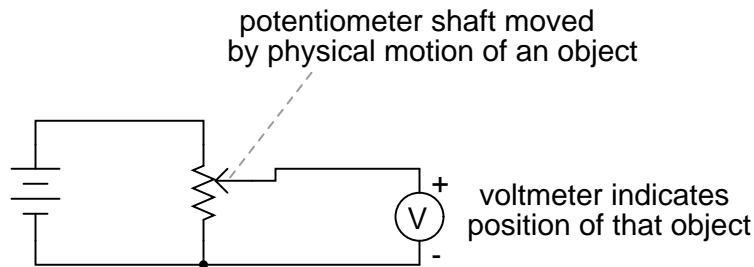 potentiometer shaft moved
by physical motion of an object
+
V
-
voltmeter indicates
position of that object